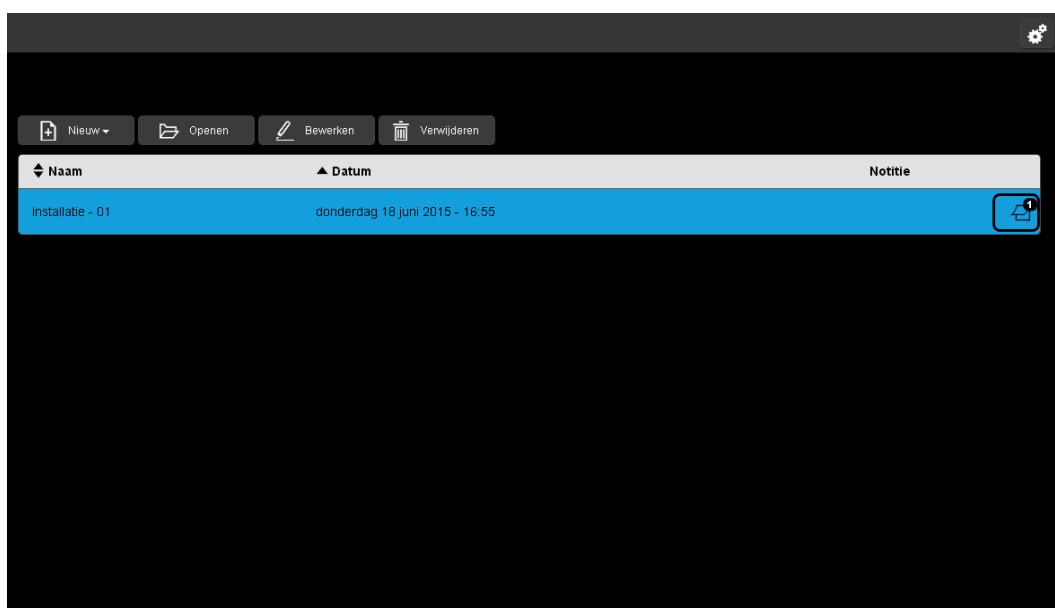 Nieuw Openen Bewerken Verwijderen
Naam Datum Notitie
Installatie - 01 donderdag 18 juni 2015 - 16:55 1